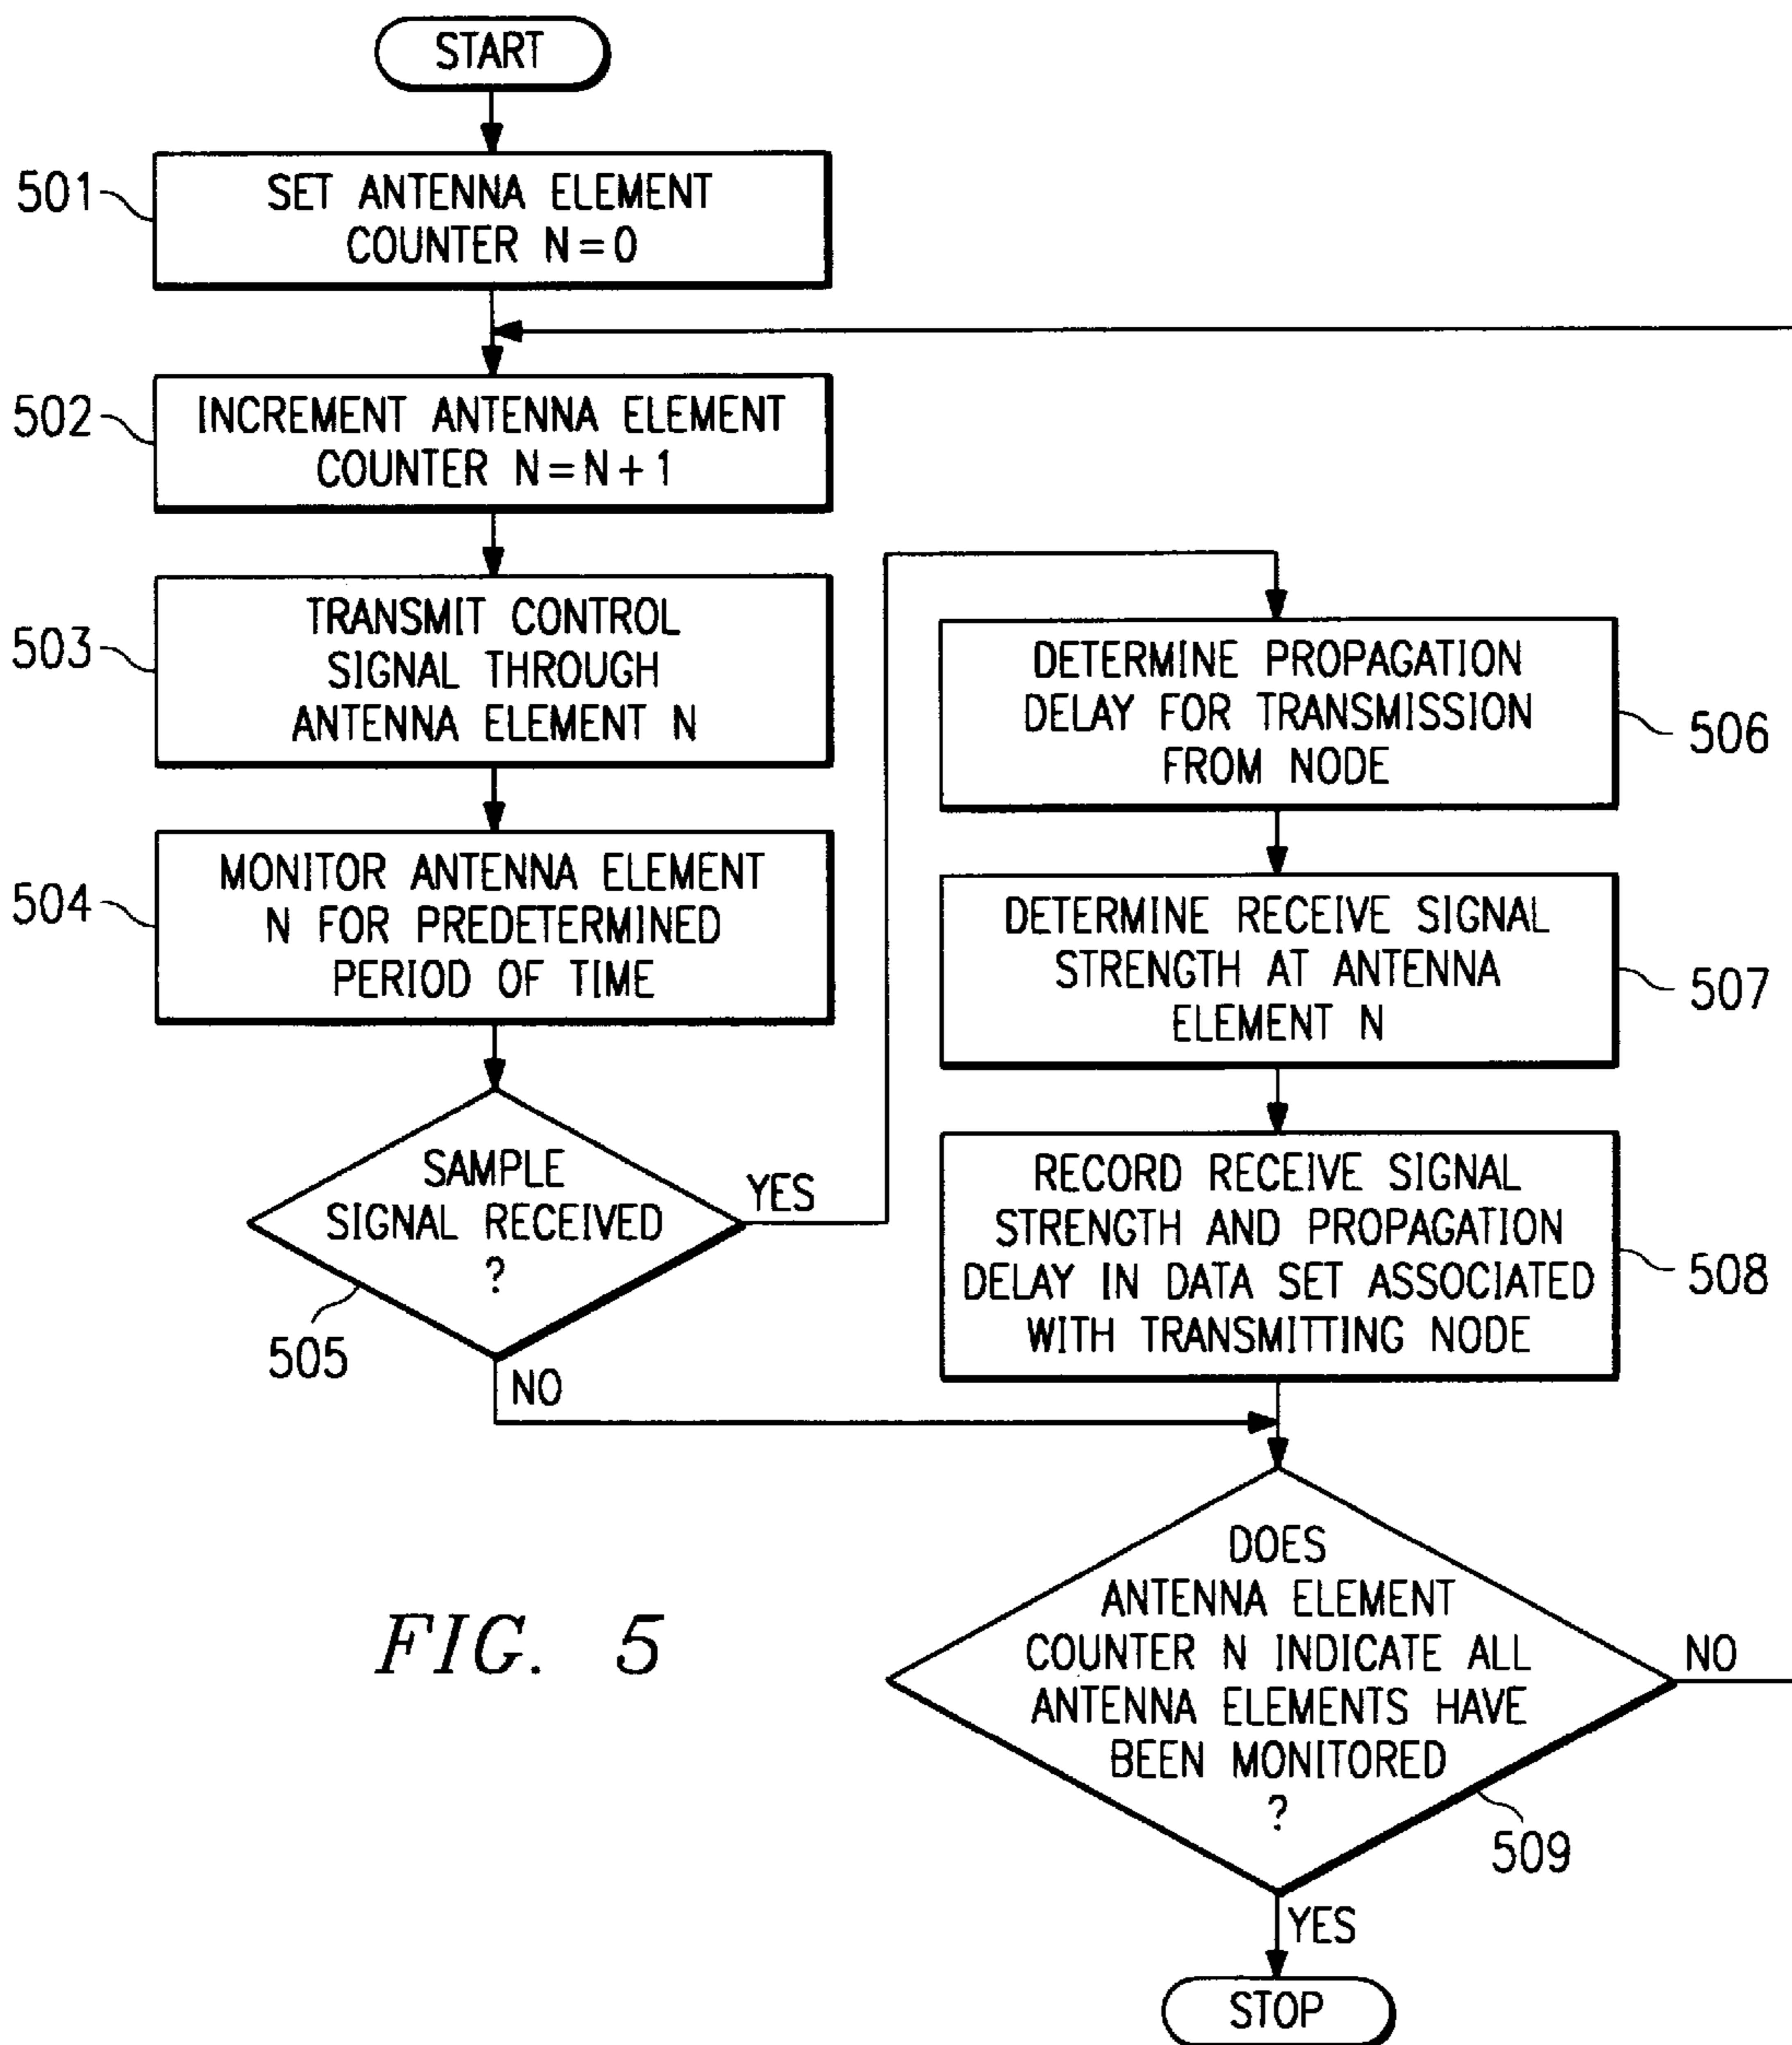 START
501
SET ANTENNA ELEMENT
COUNTER N=0
502
INCREMENT ANTENNA ELEMENT
COUNTER N=N+1
503
TRANSMIT CONTROL
SIGNAL THROUGH
ANTENNA ELEMENT N
504
MONITOR ANTENNA ELEMENT
N FOR PREDETERMINED
PERIOD OF TIME
SAMPLE
SIGNAL RECEIVED
?
505
YES
NO
DETERMINE PROPAGATION
DELAY FOR TRANSMISSION
FROM NODE
506
DETERMINE RECEIVE SIGNAL
STRENGTH AT ANTENNA
ELEMENT N
507
RECORD RECEIVE SIGNAL
STRENGTH AND PROPAGATION
DELAY IN DATA SET ASSOCIATED
WITH TRANSMITTING NODE
508
DOES
ANTENNA ELEMENT
COUNTER N INDICATE ALL
ANTENNA ELEMENTS HAVE
BEEN MONITORED
?
509
NO
YES
STOP
FIG. 5